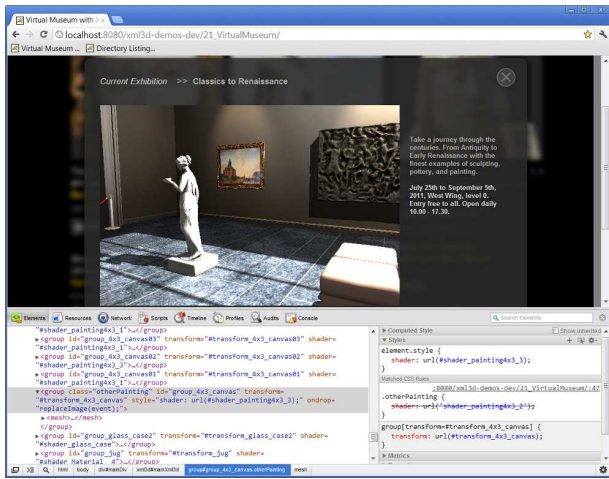 Virtual Museum with
localhost:8080/xml3d-demos-dev/21_VirtualMuseum/
Virtual Museum ... Directory Listing...
Current Exhibition >> Classics to Renaissance
Take a journey through the
centuries. From Antiquity to
Early Renaissance with the
finest examples of sculpting,
pottery, and painting.
July 25th to September 5th,
2011, West Wing, level 0.
Entry free to all. Open daily
10.00 - 17.30.
Elements Resources Network Scripts Timeline Profiles Audits Console Search Elements
"#shader_painting4x3_1">…</group>
<group id="group_4x3_canvas03" transform="#transform_4x3_canvas03" shader=
"#shader_painting4x3_3">…</group>
<group id="group_4x3_canvas02" transform="#transform_4x3_canvas02" shader=
"#shader_painting4x3_3">…</group>
<group id="group_4x3_canvas01" transform="#transform_4x3_canvas01" shader=
"#shader_painting4x3_1">…</group>
<group class="otherPainting" id="group_4x3_canvas" transform=
"#transform_4x3_canvas" style="shader: url(#shader_painting4x3_3);" ondrop=
"replaceImage(event);">
<mesh>…</mesh>
</group>
<group id="group_glass_case2" transform="#transform_glass_case2" shader=
"#shader_glass_case">…</group>
<group id="group_jug" transform="#transform_jug" shader=
"#shader_Material_4">…</group>
Computed Style Show inherited
Styles
element.style {
shader: url(#shader_painting4x3_3);
}
Matched CSS Rules
:8080/xml3d-demos-dev/21_VirtualMuseum/:47
.otherPainting {
shader: url('shader_painting4x3_2');
}
group[transform=#transform_4x3_canvas] {
transform: url(#transform_4x3_canvas);
}
Metrics
html body div#mainDiv xml3d#mainXml3d group#group_4x3_canvas.otherPainting mesh